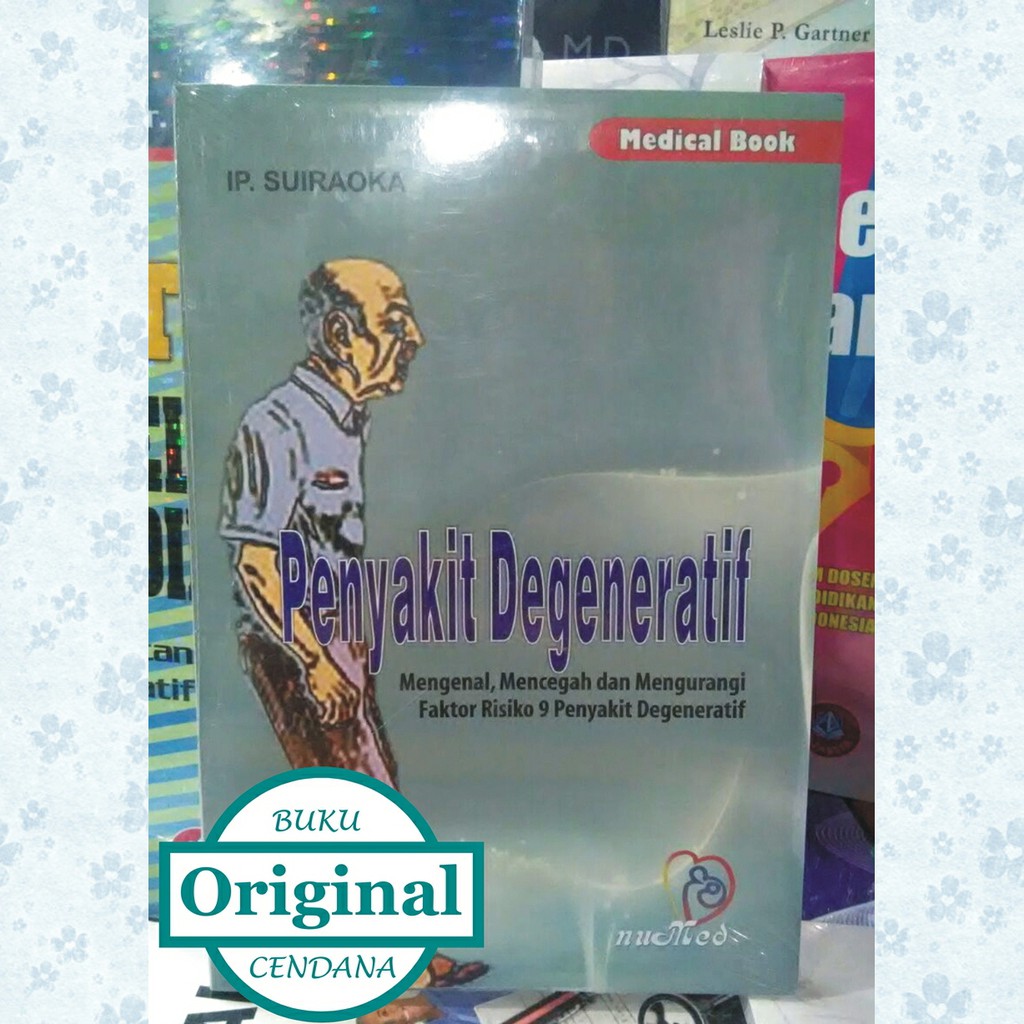 Leslie P. Gartner
MD
Medical Book
IP. SUIRAOKA
Penyakit Degeneratif
Mengenal, Mencegah dan Mengurangi
Faktor Risiko 9 Penyakit Degeneratif
nuMed
BUKU
Original
CENDANA